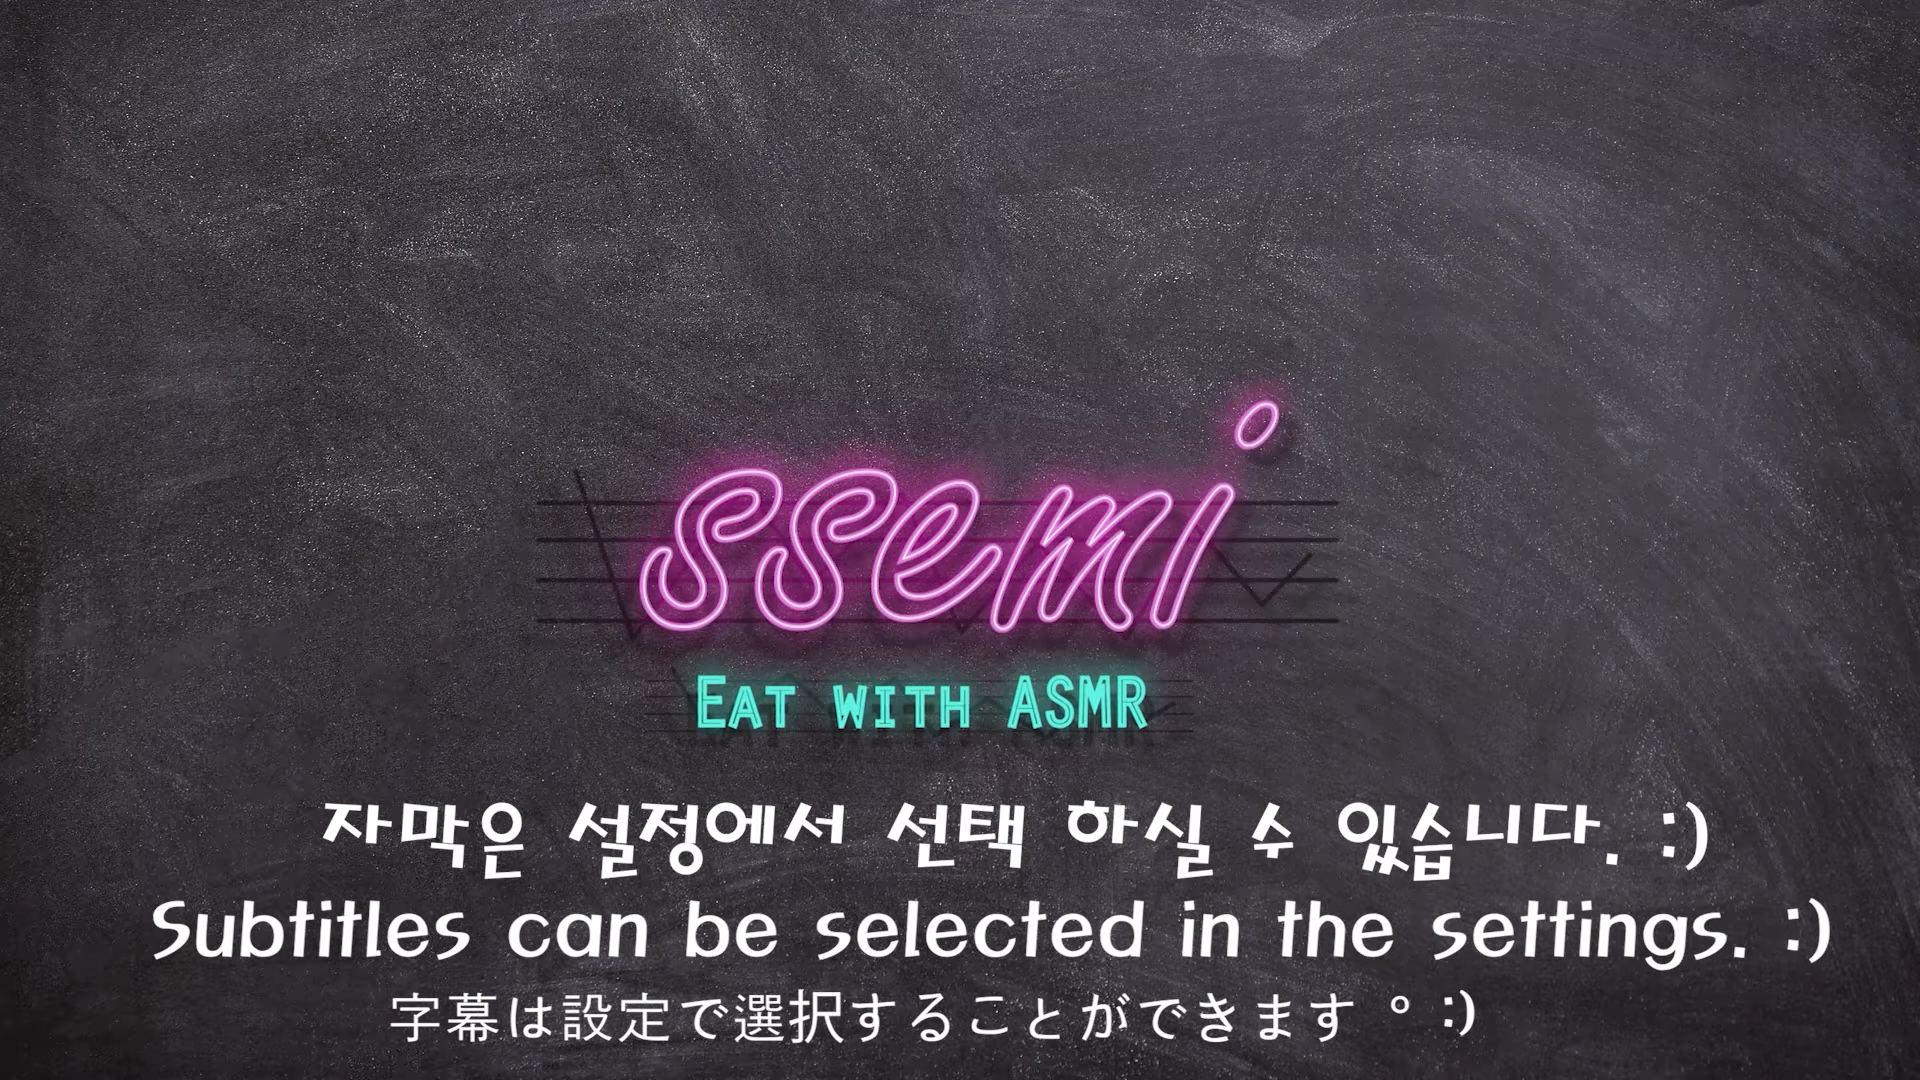 ssemi
EAT WITH ASMR
자막은 설정에서 선택 하실 수 있습니다. :)
Subtitles can be selected in the settings. :)
字幕は設定で選択することができます 。:)